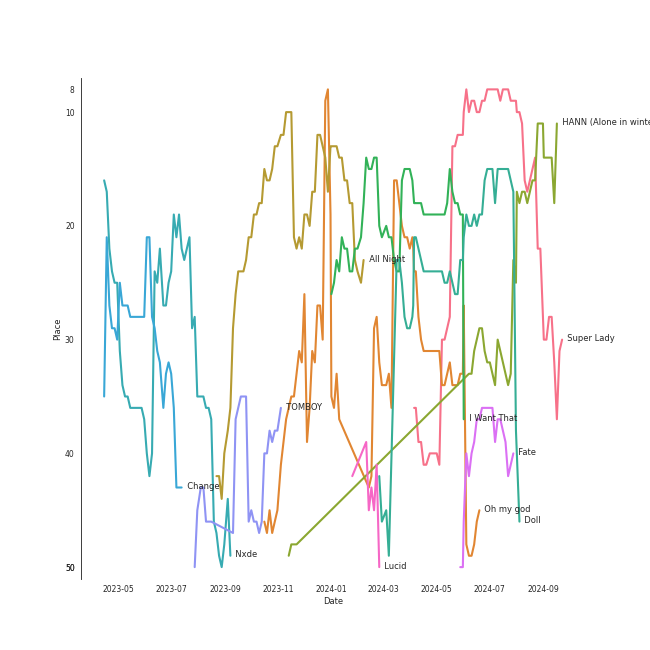 8
10
HANN (Alone in winte
20
All Night
30
Super Lady
TOMBOY
I Want That
40
Fate
Change
Oh my god
Doll
Nxde
50
Lucid
Place
2023-05 2023-07 2023-09 2023-11 2024-01 2024-03 2024-05 2024-07 2024-09
Date